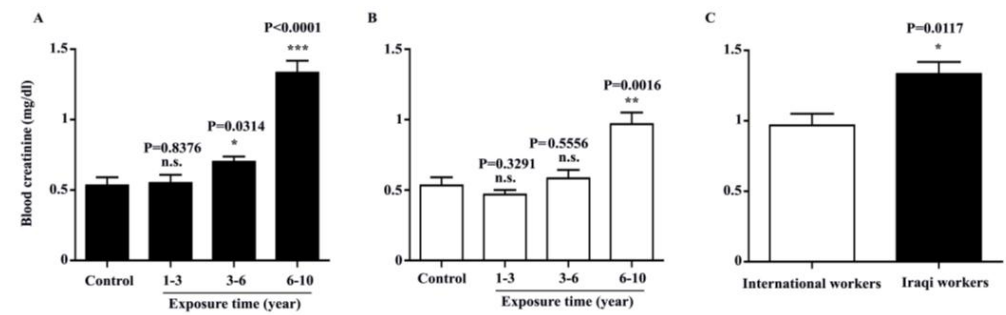 A
P<0.0001
***
1.5
P=0.0314
*
1
P=0.8376
n.s.
0.5
0
Blood creatinine (mg/dl)
Control 1-3 3-6 6-10
Exposure time (year)
B
1.5
P=0.0016
**
1
P=0.5556
n.s.
P=0.3291
n.s.
0.5
0
Control 1-3 3-6 6-10
Exposure time (year)
C
P=0.0117
*
1.5
1
0.5
0
International workers Iraqi workers